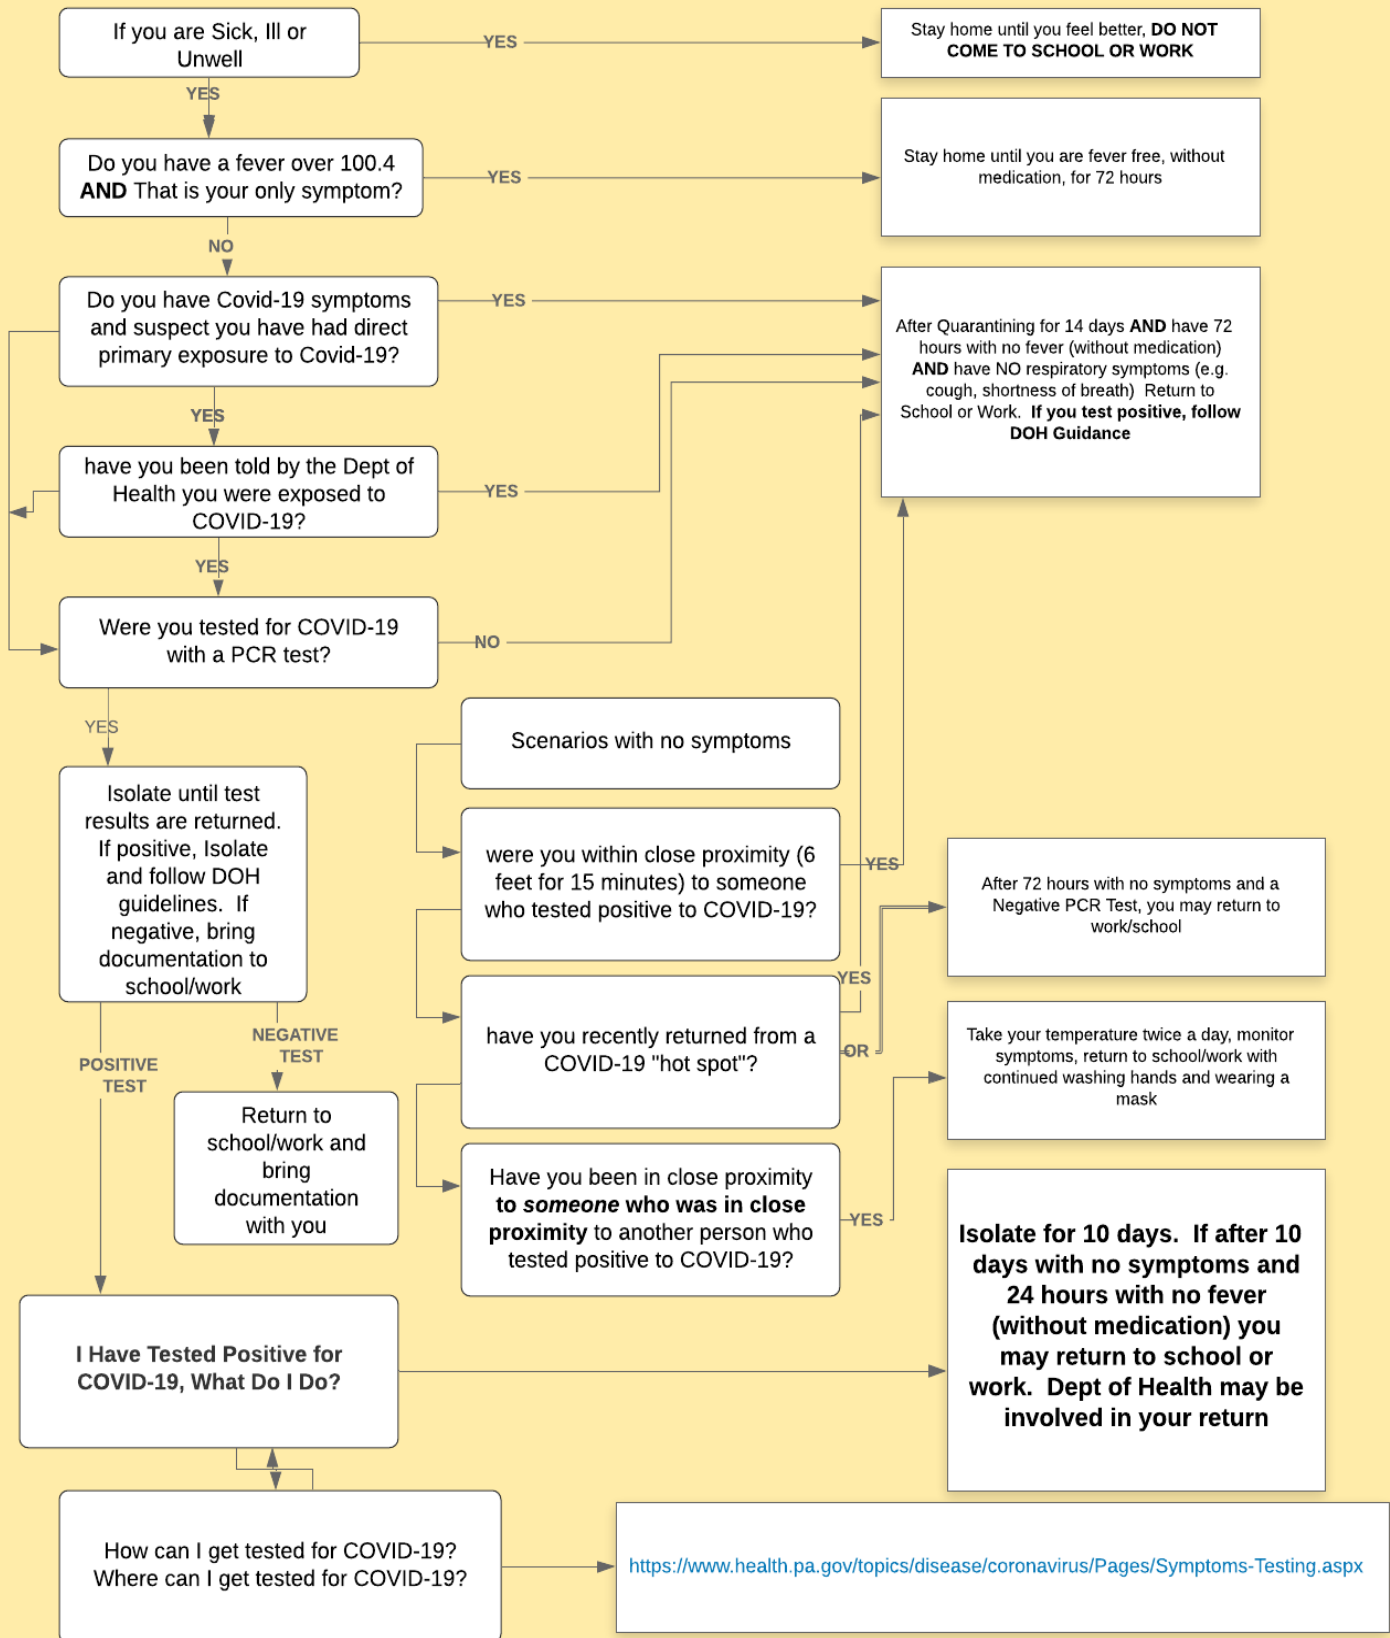 If you are Sick, Ill or
Unwell
YES
Stay home until you feel better, DO NOT
COME TO SCHOOL OR WORK
YES
Do you have a fever over 100.4
AND That is your only symptom?
YES
Stay home until you are fever free, without
medication, for 72 hours
NO
Do you have Covid-19 symptoms
and suspect you have had direct
primary exposure to Covid-19?
YES
After Quarantining for 14 days AND have 72
hours with no fever (without medication)
AND have NO respiratory symptoms (e.g.
cough, shortness of breath) Return to
School or Work. If you test positive, follow
DOH Guidance
YES
have you been told by the Dept of
Health you were exposed to
COVID-19?
YES
YES
Were you tested for COVID-19
with a PCR test?
NO
YES
Isolate until test
results are returned.
If positive, Isolate
and follow DOH
guidelines. If
negative, bring
documentation to
school/work
Scenarios with no symptoms
were you within close proximity (6
feet for 15 minutes) to someone
who tested positive to COVID-19?
YES
After 72 hours with no symptoms and a
Negative PCR Test, you may return to
work/school
have you recently returned from a
COVID-19 "hot spot"?
YES
OR
Take your temperature twice a day, monitor
symptoms, return to school/work with
continued washing hands and wearing a
mask
NEGATIVE
TEST
POSITIVE
TEST
Return to
school/work and
bring
documentation
with you
Have you been in close proximity
to someone who was in close
proximity to another person who
tested positive to COVID-19?
YES
Isolate for 10 days. If after 10
days with no symptoms and
24 hours with no fever
(without medication) you
may return to school or
work. Dept of Health may be
involved in your return
I Have Tested Positive for
COVID-19, What Do I Do?
How can I get tested for COVID-19?
Where can I get tested for COVID-19?
https://www.health.pa.gov/topics/disease/coronavirus/Pages/Symptoms-Testing.aspx